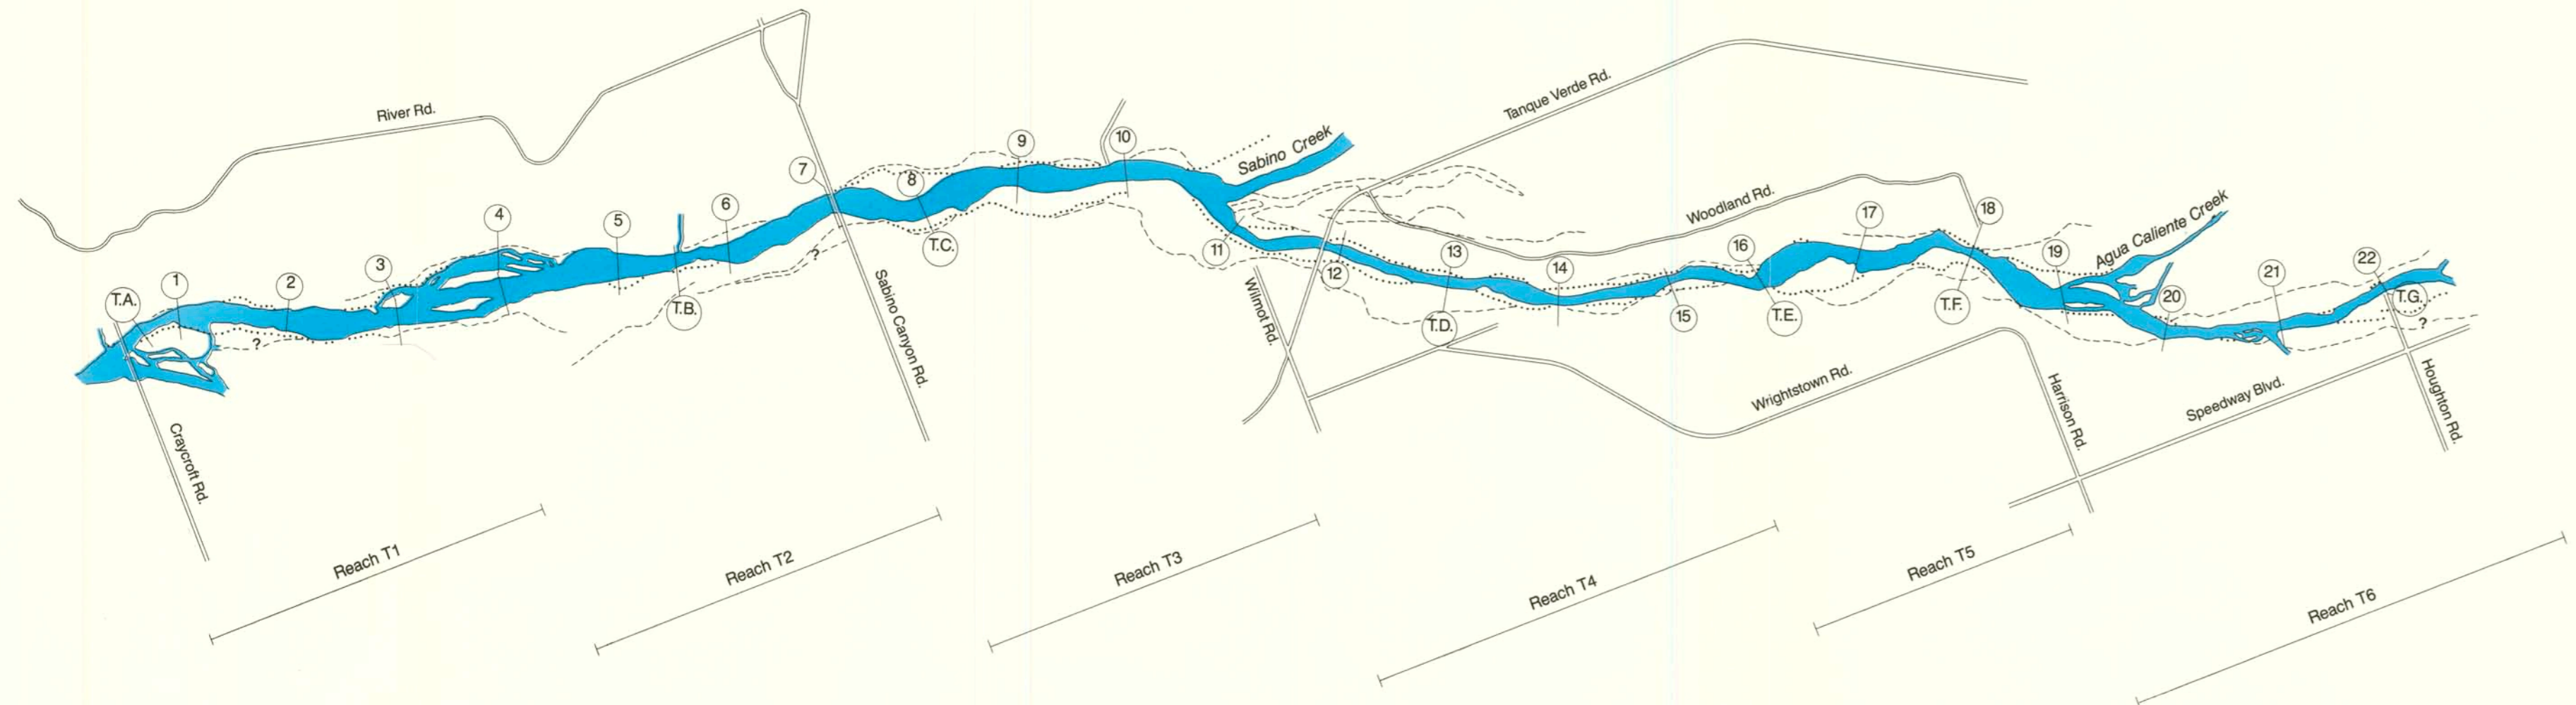 River Rd.
Tanque Verde Rd.
Sabino Creek
Woodland Rd.
Agua Caliente Creek
T.A.
1
2
3
4
5
6
7
8
9
10
11
12
13
14
15
16
17
18
19
20
21
22
T.B.
T.C.
T.D.
T.E.
T.F.
T.G.
?
?
?
Craycroft Rd.
Sabino Canyon Rd.
Wilmot Rd.
Wrightstown Rd.
Harrison Rd.
Speedway Blvd.
Houghton Rd.
Reach T1
Reach T2
Reach T3
Reach T4
Reach T5
Reach T6